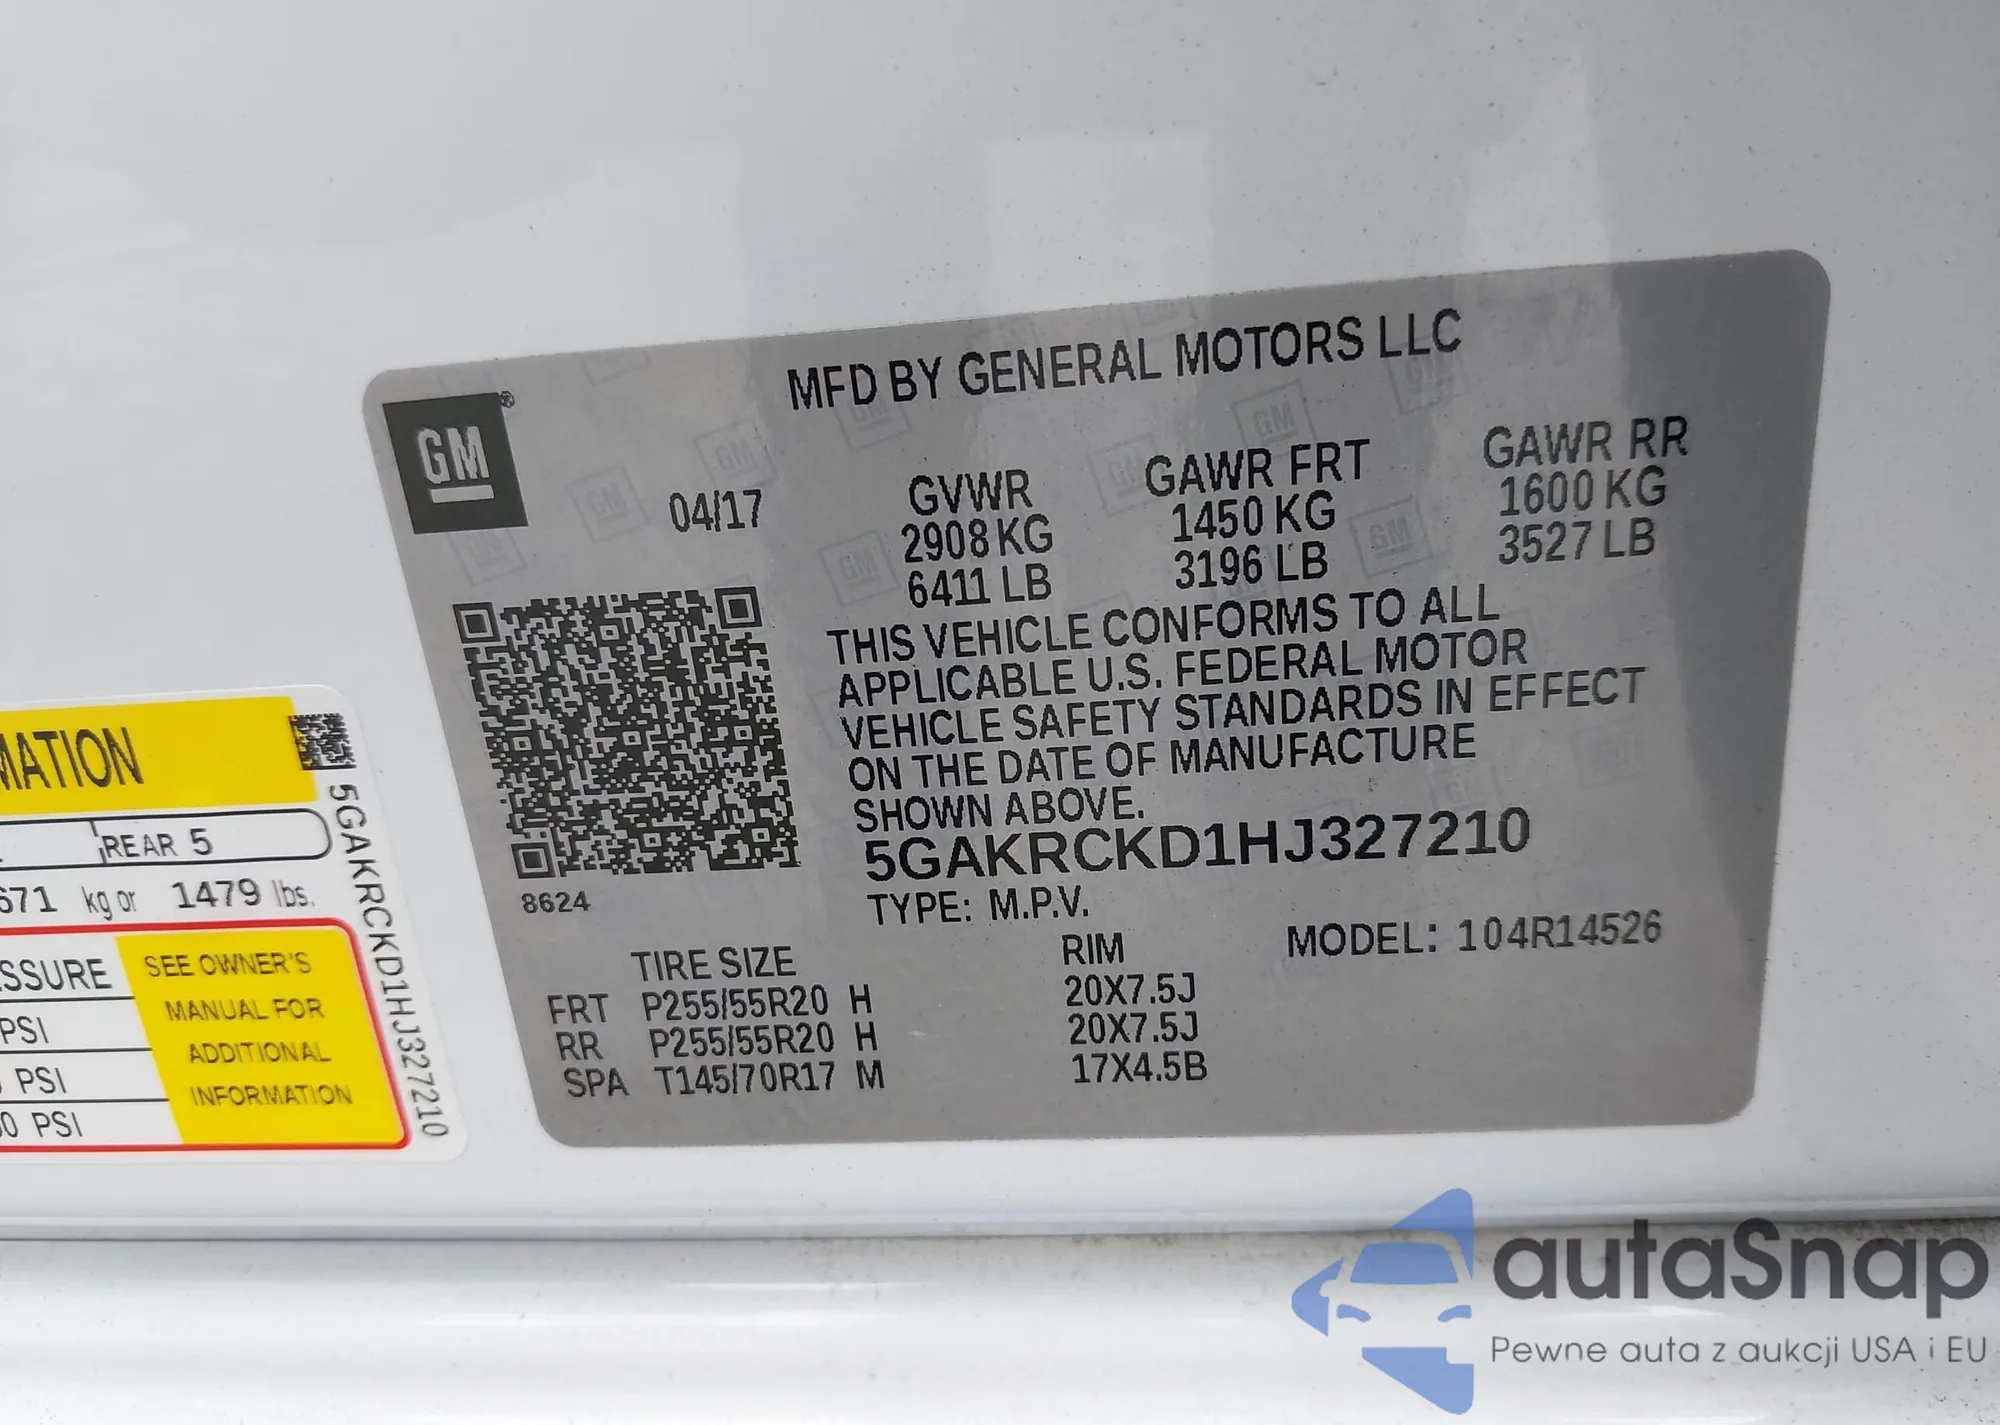 MFD BY GENERAL MOTORS LLC
GM
04/17
GVWR
2908 KG
6411 LB
GAWR FRT
1450 KG
3196 LB
GAWR RR
1600 KG
3527 LB
THIS VEHICLE CONFORMS TO ALL
APPLICABLE U.S. FEDERAL MOTOR
VEHICLE SAFETY STANDARDS IN EFFECT
ON THE DATE OF MANUFACTURE
SHOWN ABOVE.
5GAKRCKD1HJ327210
8624
TYPE: M.P.V.
MODEL: 104R14526
TIRE SIZE RIM
FRT P255/55R20 H 20X7.5J
RR P255/55R20 H 20X7.5J
SPA T145/70R17 M 17X4.5B
MATION
REAR 5
671 kg or 1479 lbs.
SSURE
PSI
PSI
0 PSI
SEE OWNER'S
MANUAL FOR
ADDITIONAL
INFORMATION
5GAKRCKD1HJ327210
autaSnap
Pewne auta z aukcji USA i EU